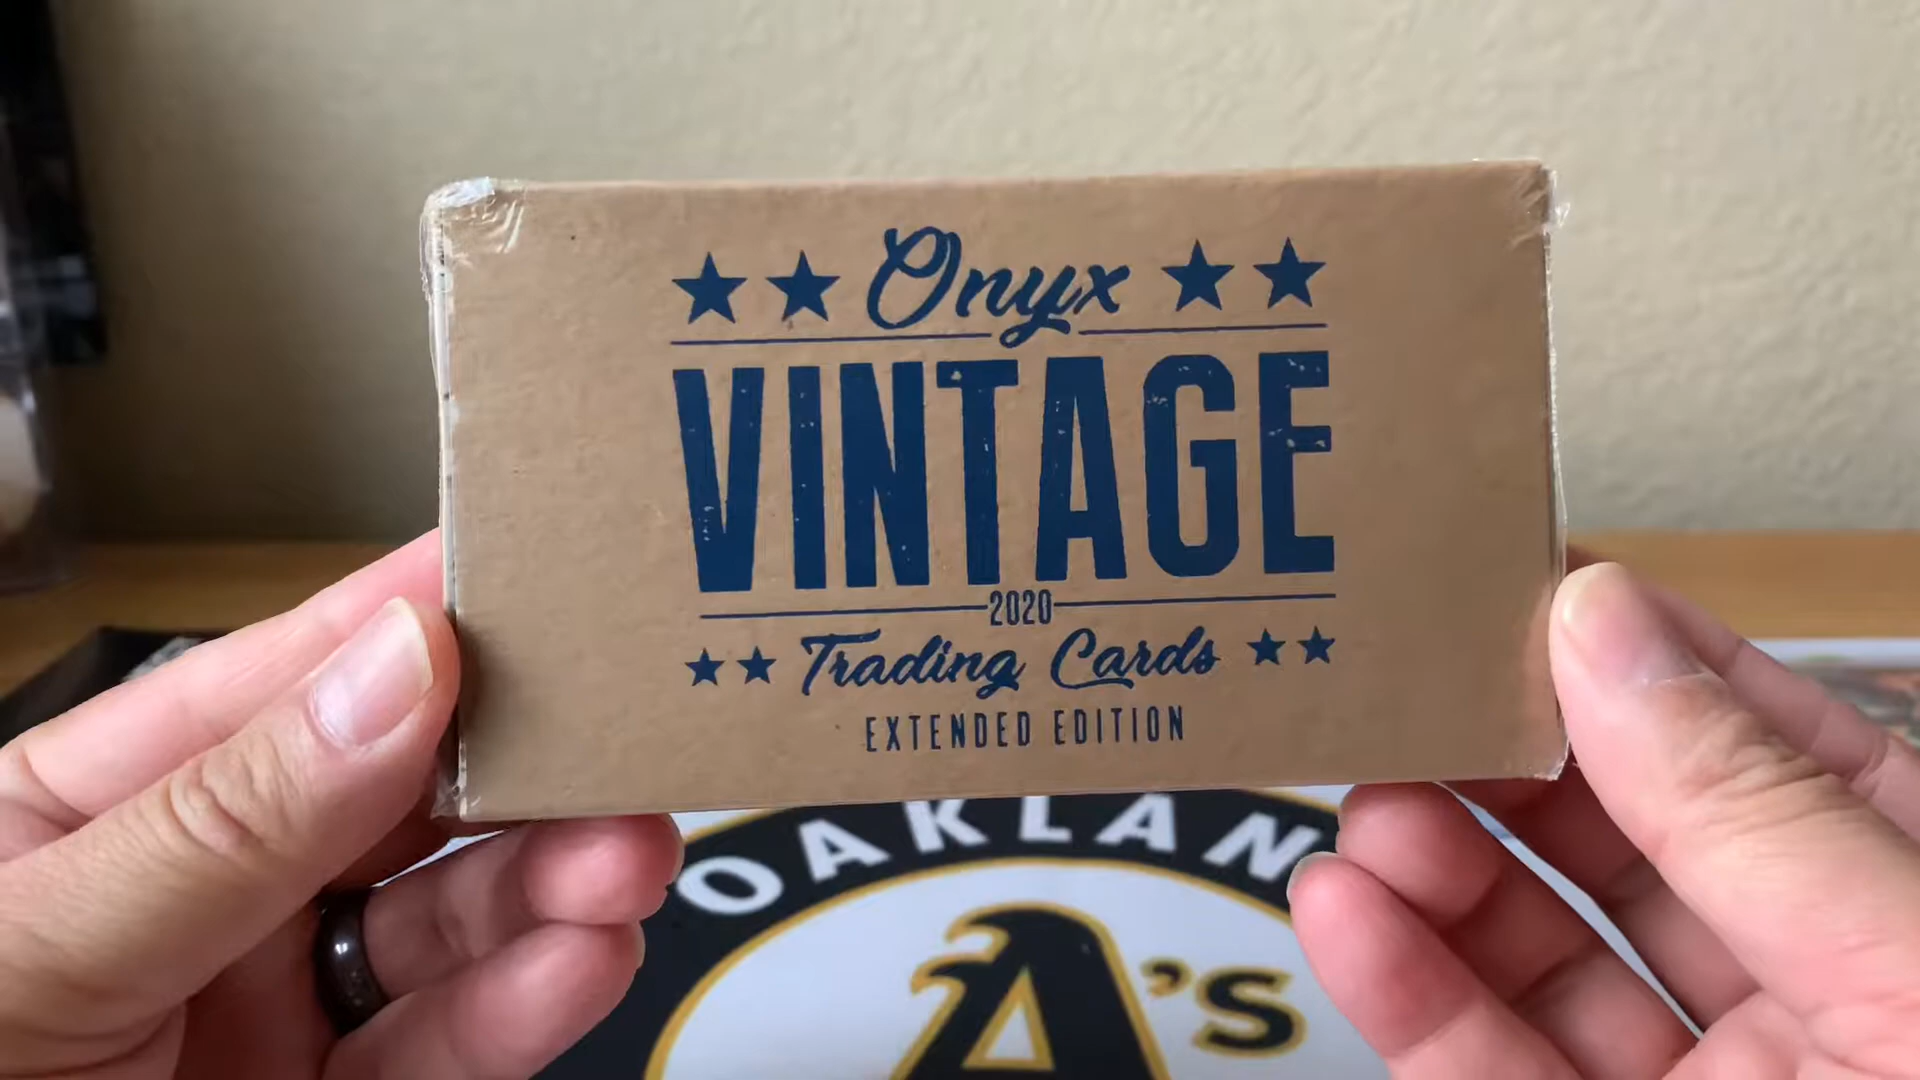 Onyx
VINTAGE
2020
Trading Cards
EXTENDED EDITION
OAKLAN
A's